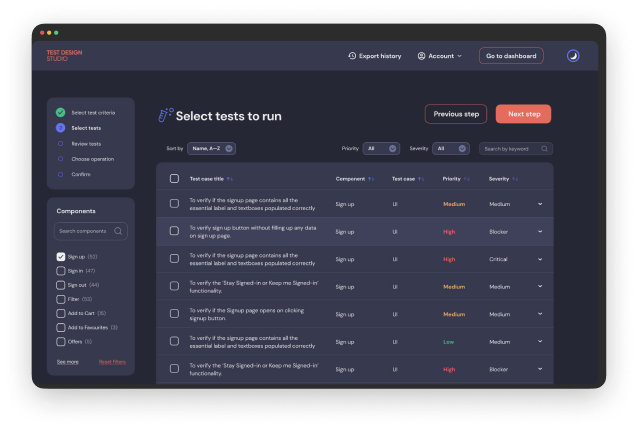 TEST DESIGN
STUDIO
Export history
Account
Go to dashboard
Select test criteria
Select tests
Review tests
Choose operation
Confirm
Select tests to run
Previous step
Next step
Sort by
Name, A–Z
Priority
All
Severity
All
Search by keyword
Components
Search components
Sign up (52)
Sign in (47)
Sign out (44)
Filter (53)
Add to Cart (15)
Add to Favourites (3)
Offers (5)
See more
Reset filters
Test case title ↑↓ Component ↑↓ Test case ↑↓ Priority ↑↓ Severity ↑↓
To verify if the signup page contains all the
essential label and textboxes populated correctly
Sign up UI Medium Medium
To verify sign up button without filling up any data
on sign up page.
Sign up UI High Blocker
To verify if the signup page contains all the
essential label and textboxes populated correctly
Sign up UI High Critical
To verify the 'Stay Signed-in or Keep me Signed-in'
functionality.
Sign up UI Medium Medium
To verify if the Signup page opens on clicking
signup button.
Sign up UI Medium Medium
To verify if the signup page contains all the
essential label and textboxes populated correctly
Sign up UI Low Medium
To verify the 'Stay Signed-in or Keep me Signed-in'
functionality.
Sign up UI High Blocker